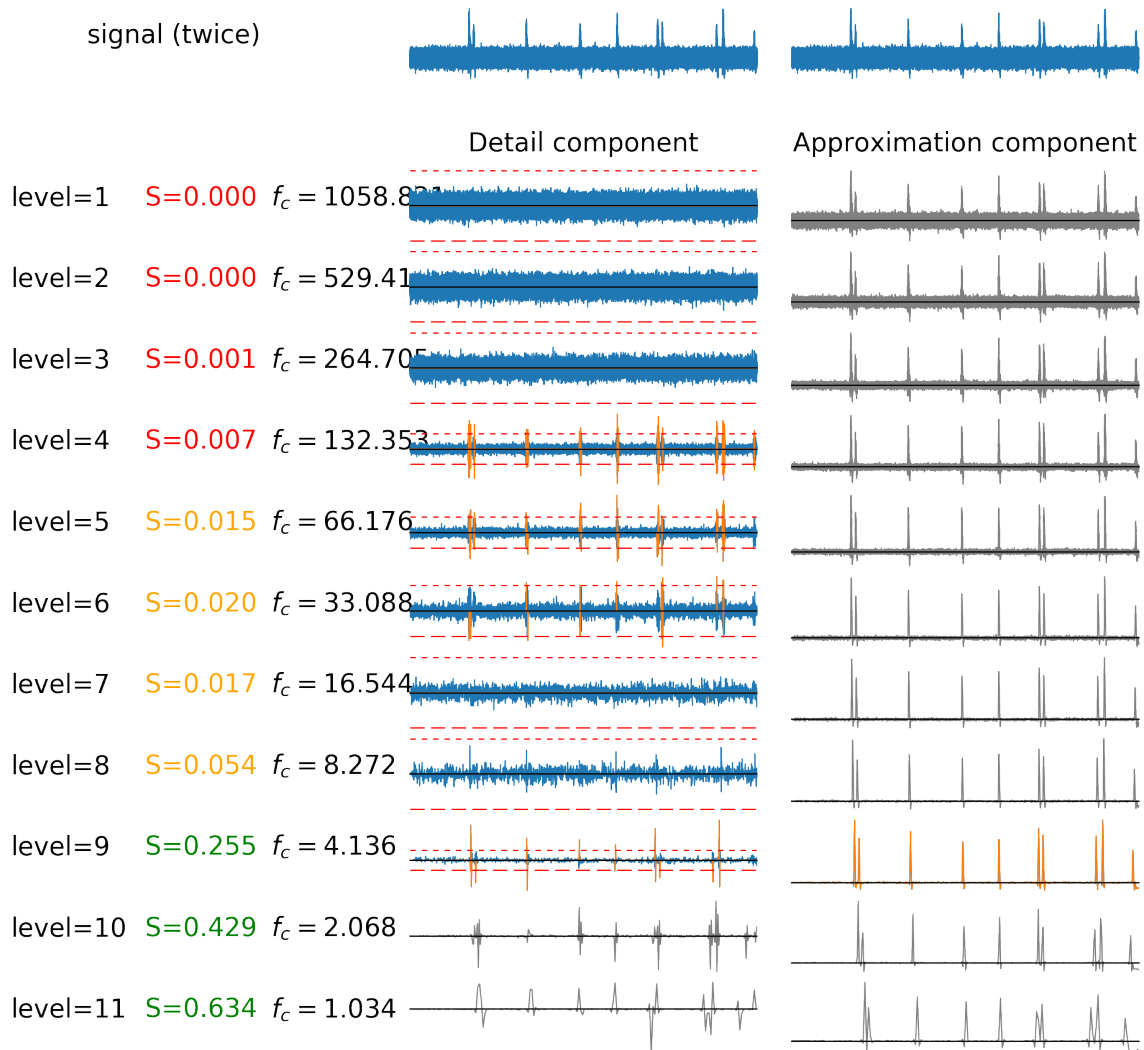 signal (twice)
Detail component Approximation component
level=1 S=0.000 f_c = 1058.821
level=2 S=0.000 f_c = 529.41
level=3 S=0.001 f_c = 264.705
level=4 S=0.007 f_c = 132.353
level=5 S=0.015 f_c = 66.176
level=6 S=0.020 f_c = 33.088
level=7 S=0.017 f_c = 16.544
level=8 S=0.054 f_c = 8.272
level=9 S=0.255 f_c = 4.136
level=10 S=0.429 f_c = 2.068
level=11 S=0.634 f_c = 1.034